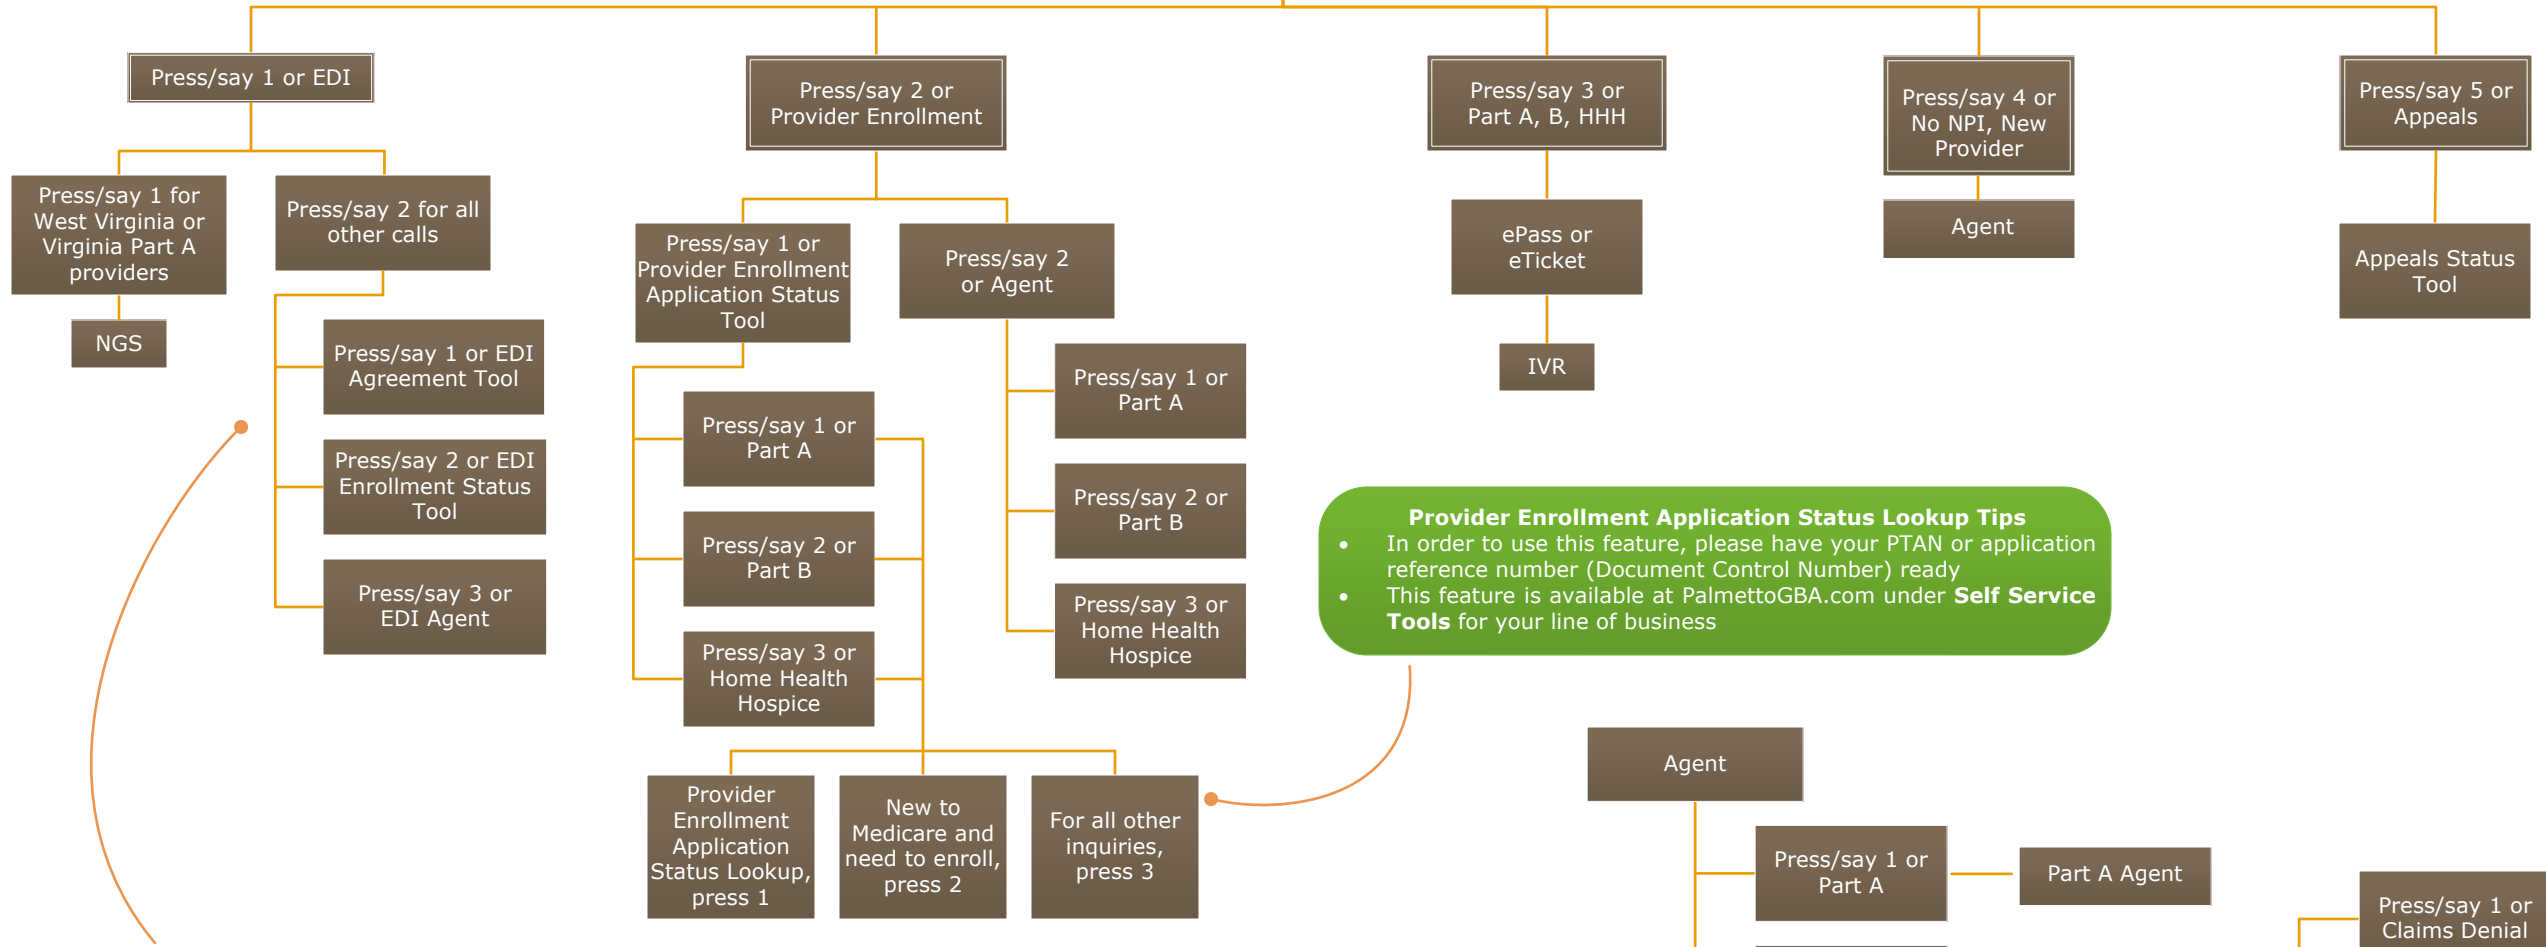 Press/say 1 or EDI
Press/say 2 or
Provider Enrollment
Press/say 3 or
Part A, B, HHH
Press/say 4 or
No NPI, New
Provider
Press/say 5 or
Appeals
Press/say 1 for
West Virginia or
Virginia Part A
providers
Press/say 2 for all
other calls
NGS
Press/say 1 or EDI
Agreement Tool
Press/say 2 or EDI
Enrollment Status
Tool
Press/say 3 or
EDI Agent
Press/say 1 or
Provider Enrollment
Application Status
Tool
Press/say 2
or Agent
Press/say 1 or
Part A
Press/say 2 or
Part B
Press/say 3 or
Home Health
Hospice
Press/say 1 or
Part A
Press/say 2 or
Part B
Press/say 3 or
Home Health
Hospice
Provider
Enrollment
Application
Status Lookup,
press 1
New to
Medicare and
need to enroll,
press 2
For all other
inquiries,
press 3
ePass or
eTicket
IVR
Agent
Appeals Status
Tool
Provider Enrollment Application Status Lookup Tips
• In order to use this feature, please have your PTAN or application
reference number (Document Control Number) ready
• This feature is available at PalmettoGBA.com under Self Service
Tools for your line of business
Agent
Press/say 1 or
Part A
Part A Agent
Press/say 1 or
Claims Denial